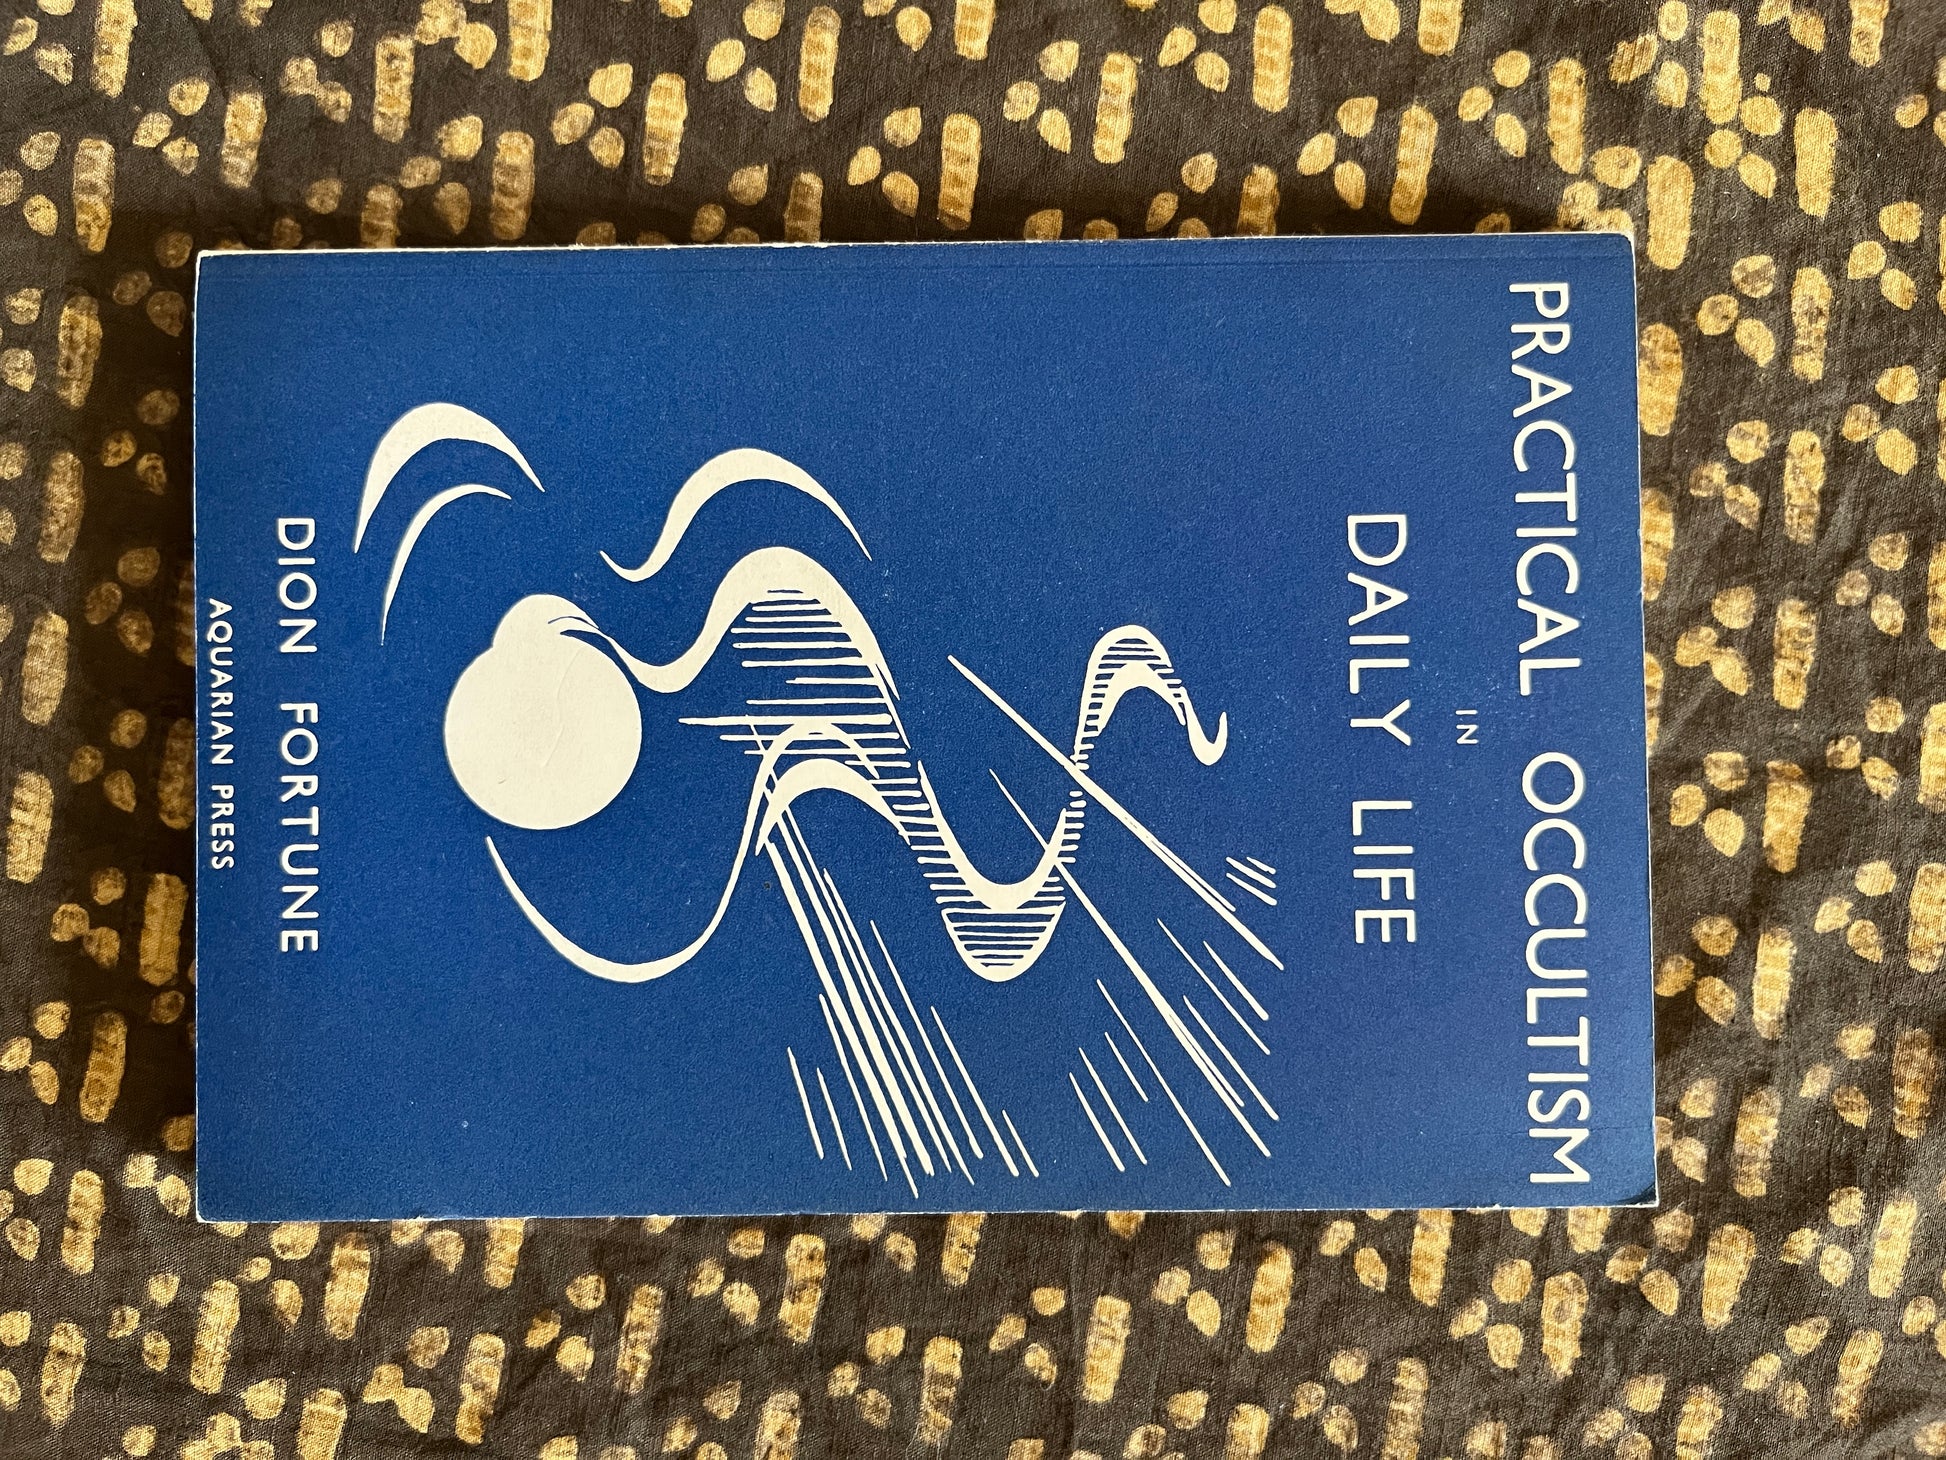 PRACTICAL OCCULTISM
IN
DAILY LIFE
DION FORTUNE
AQUARIAN PRESS